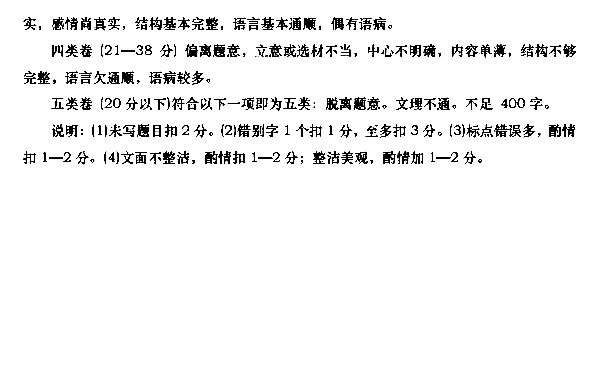 实，感情尚真实，结构基本完整，语言基本通顺，偶有语病。
四类卷（21—38 分）偏离题意，立意或选材不当，中心不明确，内容单薄，结构不够
完整，语言欠通顺，语病较多。
五类卷（20分以下)符合以下一项即为五类：脱离题意。文理不通。不足 400 字。
说明：(1)未写题目扣2分。(2)错别字1个扣1分，至多扣3分。(3)标点错误多，酌情
扣 1—2 分。(4)文面不整洁，酌情扣 1—2 分；整洁美观，酌情加 1—2 分。